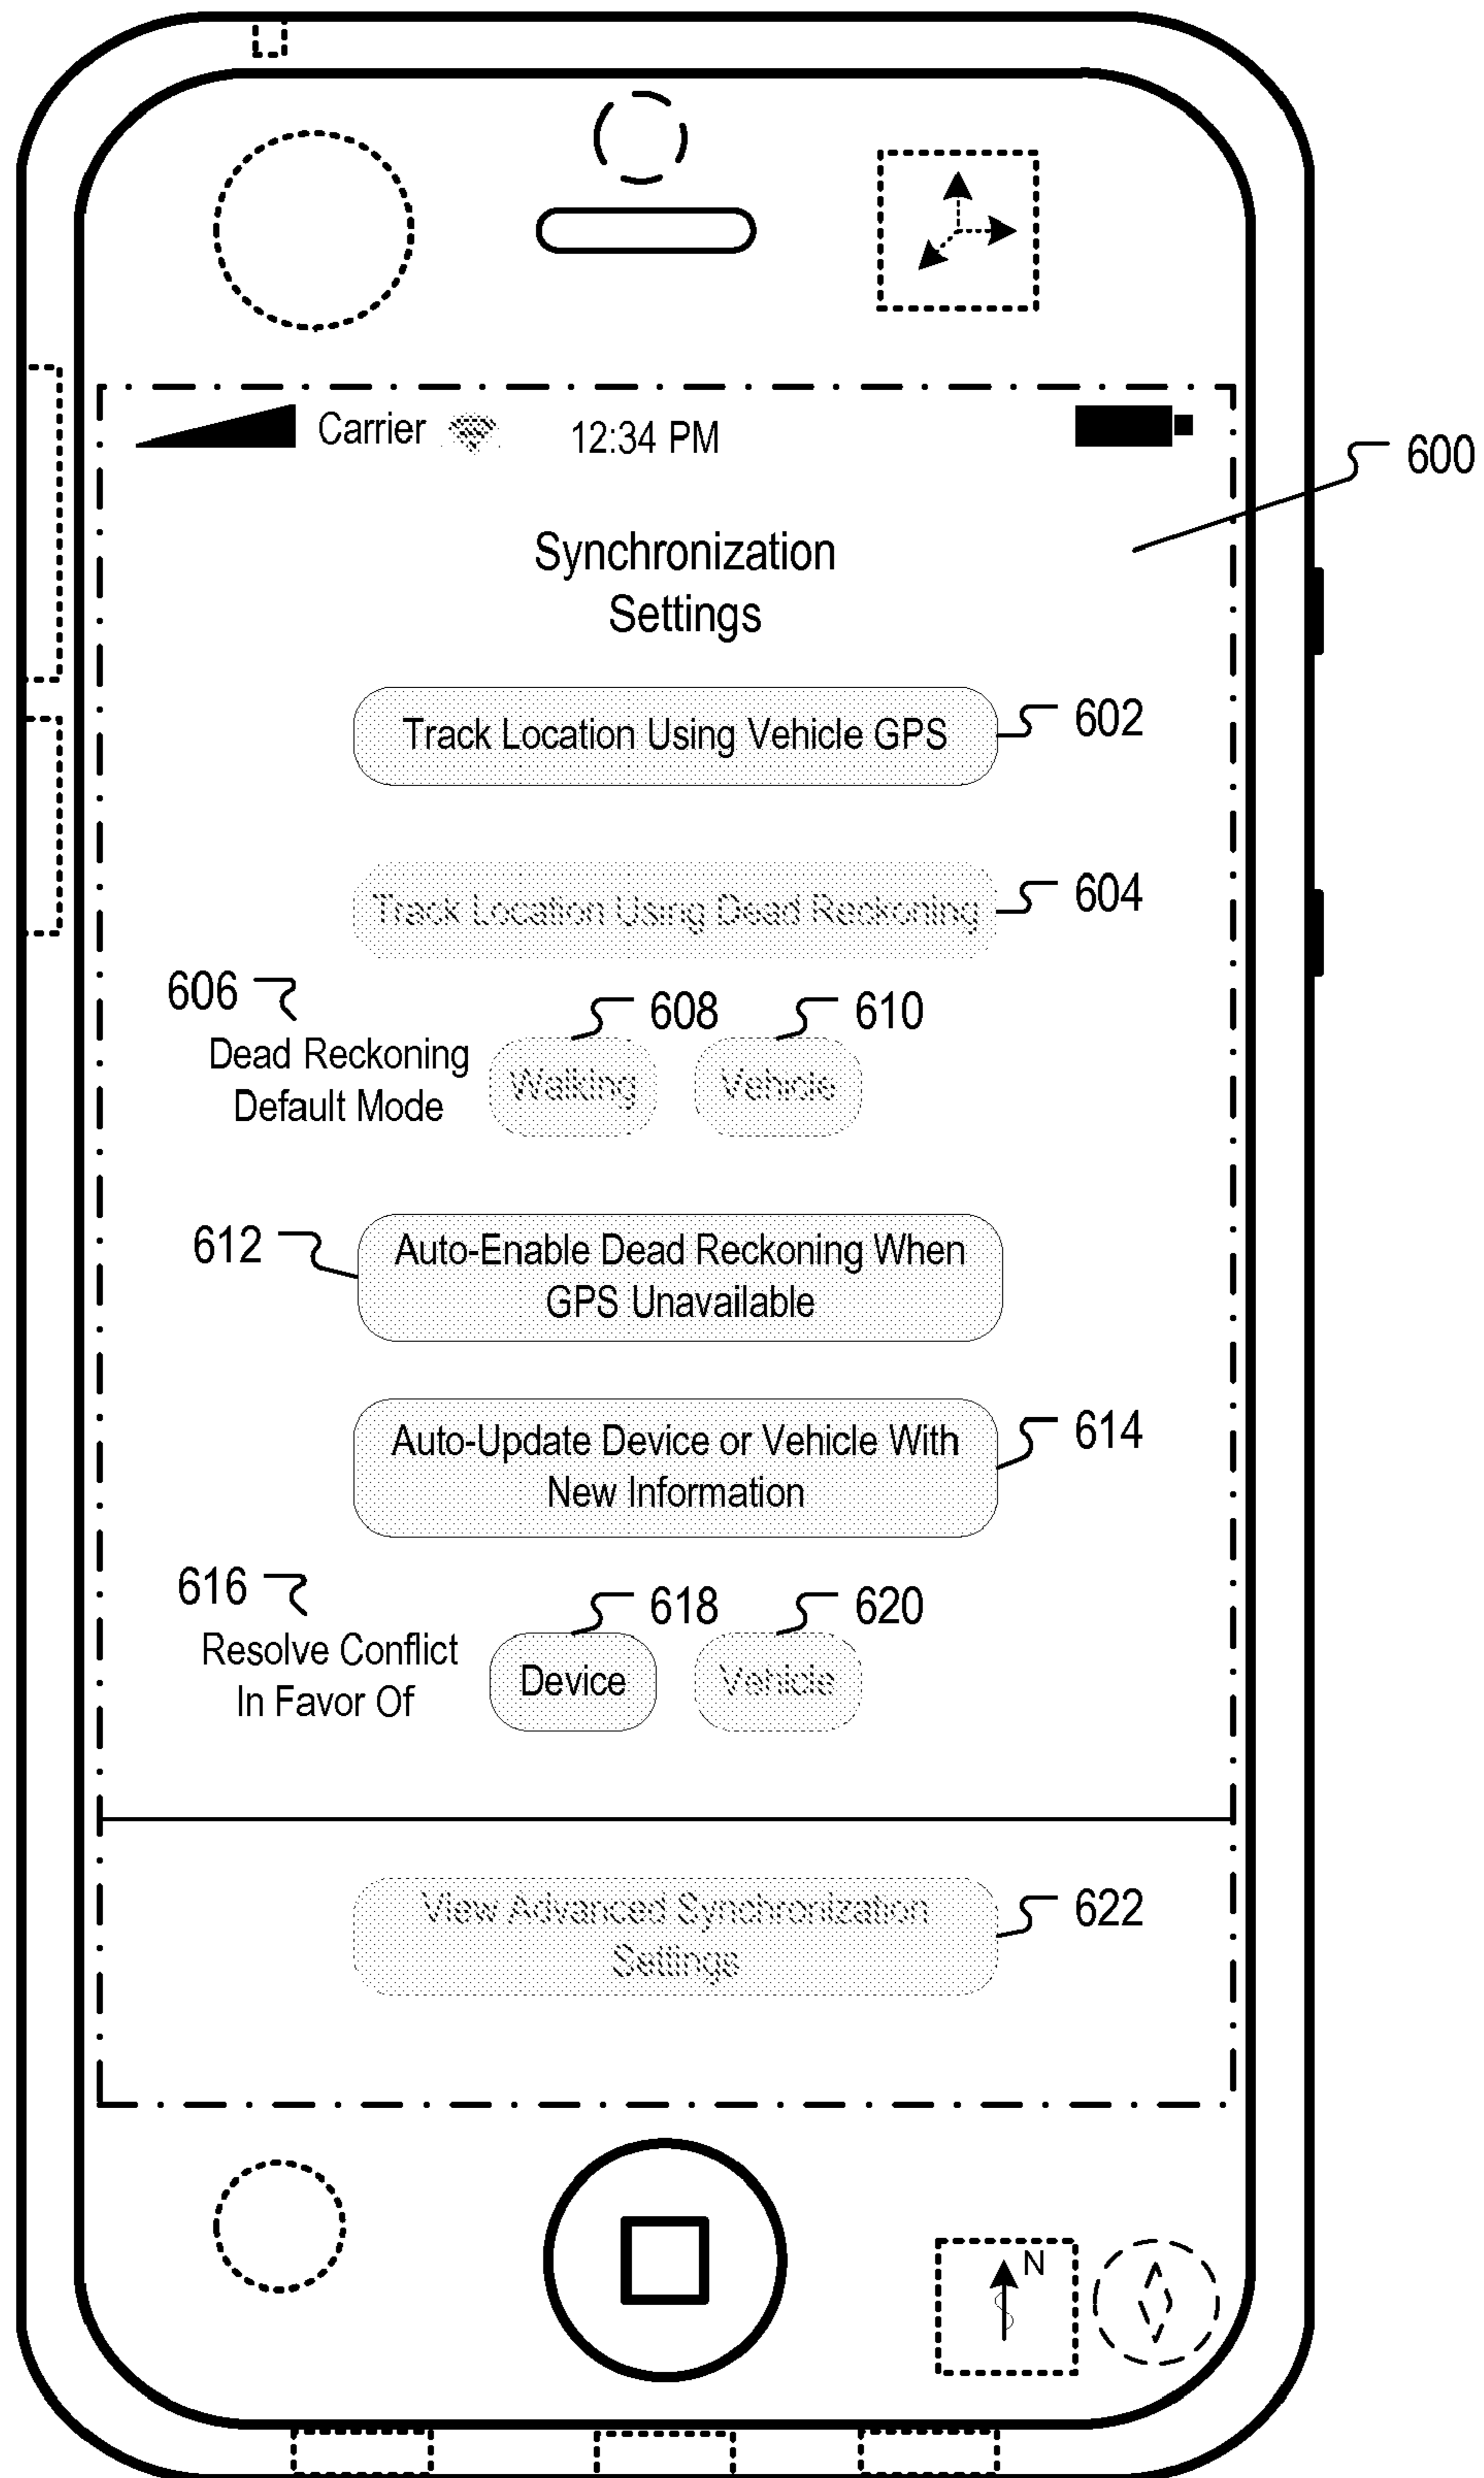 Carrier 12:34 PM
600
Synchronization
Settings
Track Location Using Vehicle GPS
602
Track Location Using Dead Reckoning
604
606
608
610
Dead Reckoning
Default Mode
Walking
Vehicle
612
Auto-Enable Dead Reckoning When
GPS Unavailable
Auto-Update Device or Vehicle With
New Information
614
616
618
620
Resolve Conflict
In Favor Of
Device
Vehicle
View Advanced Synchronization
Settings
622
N